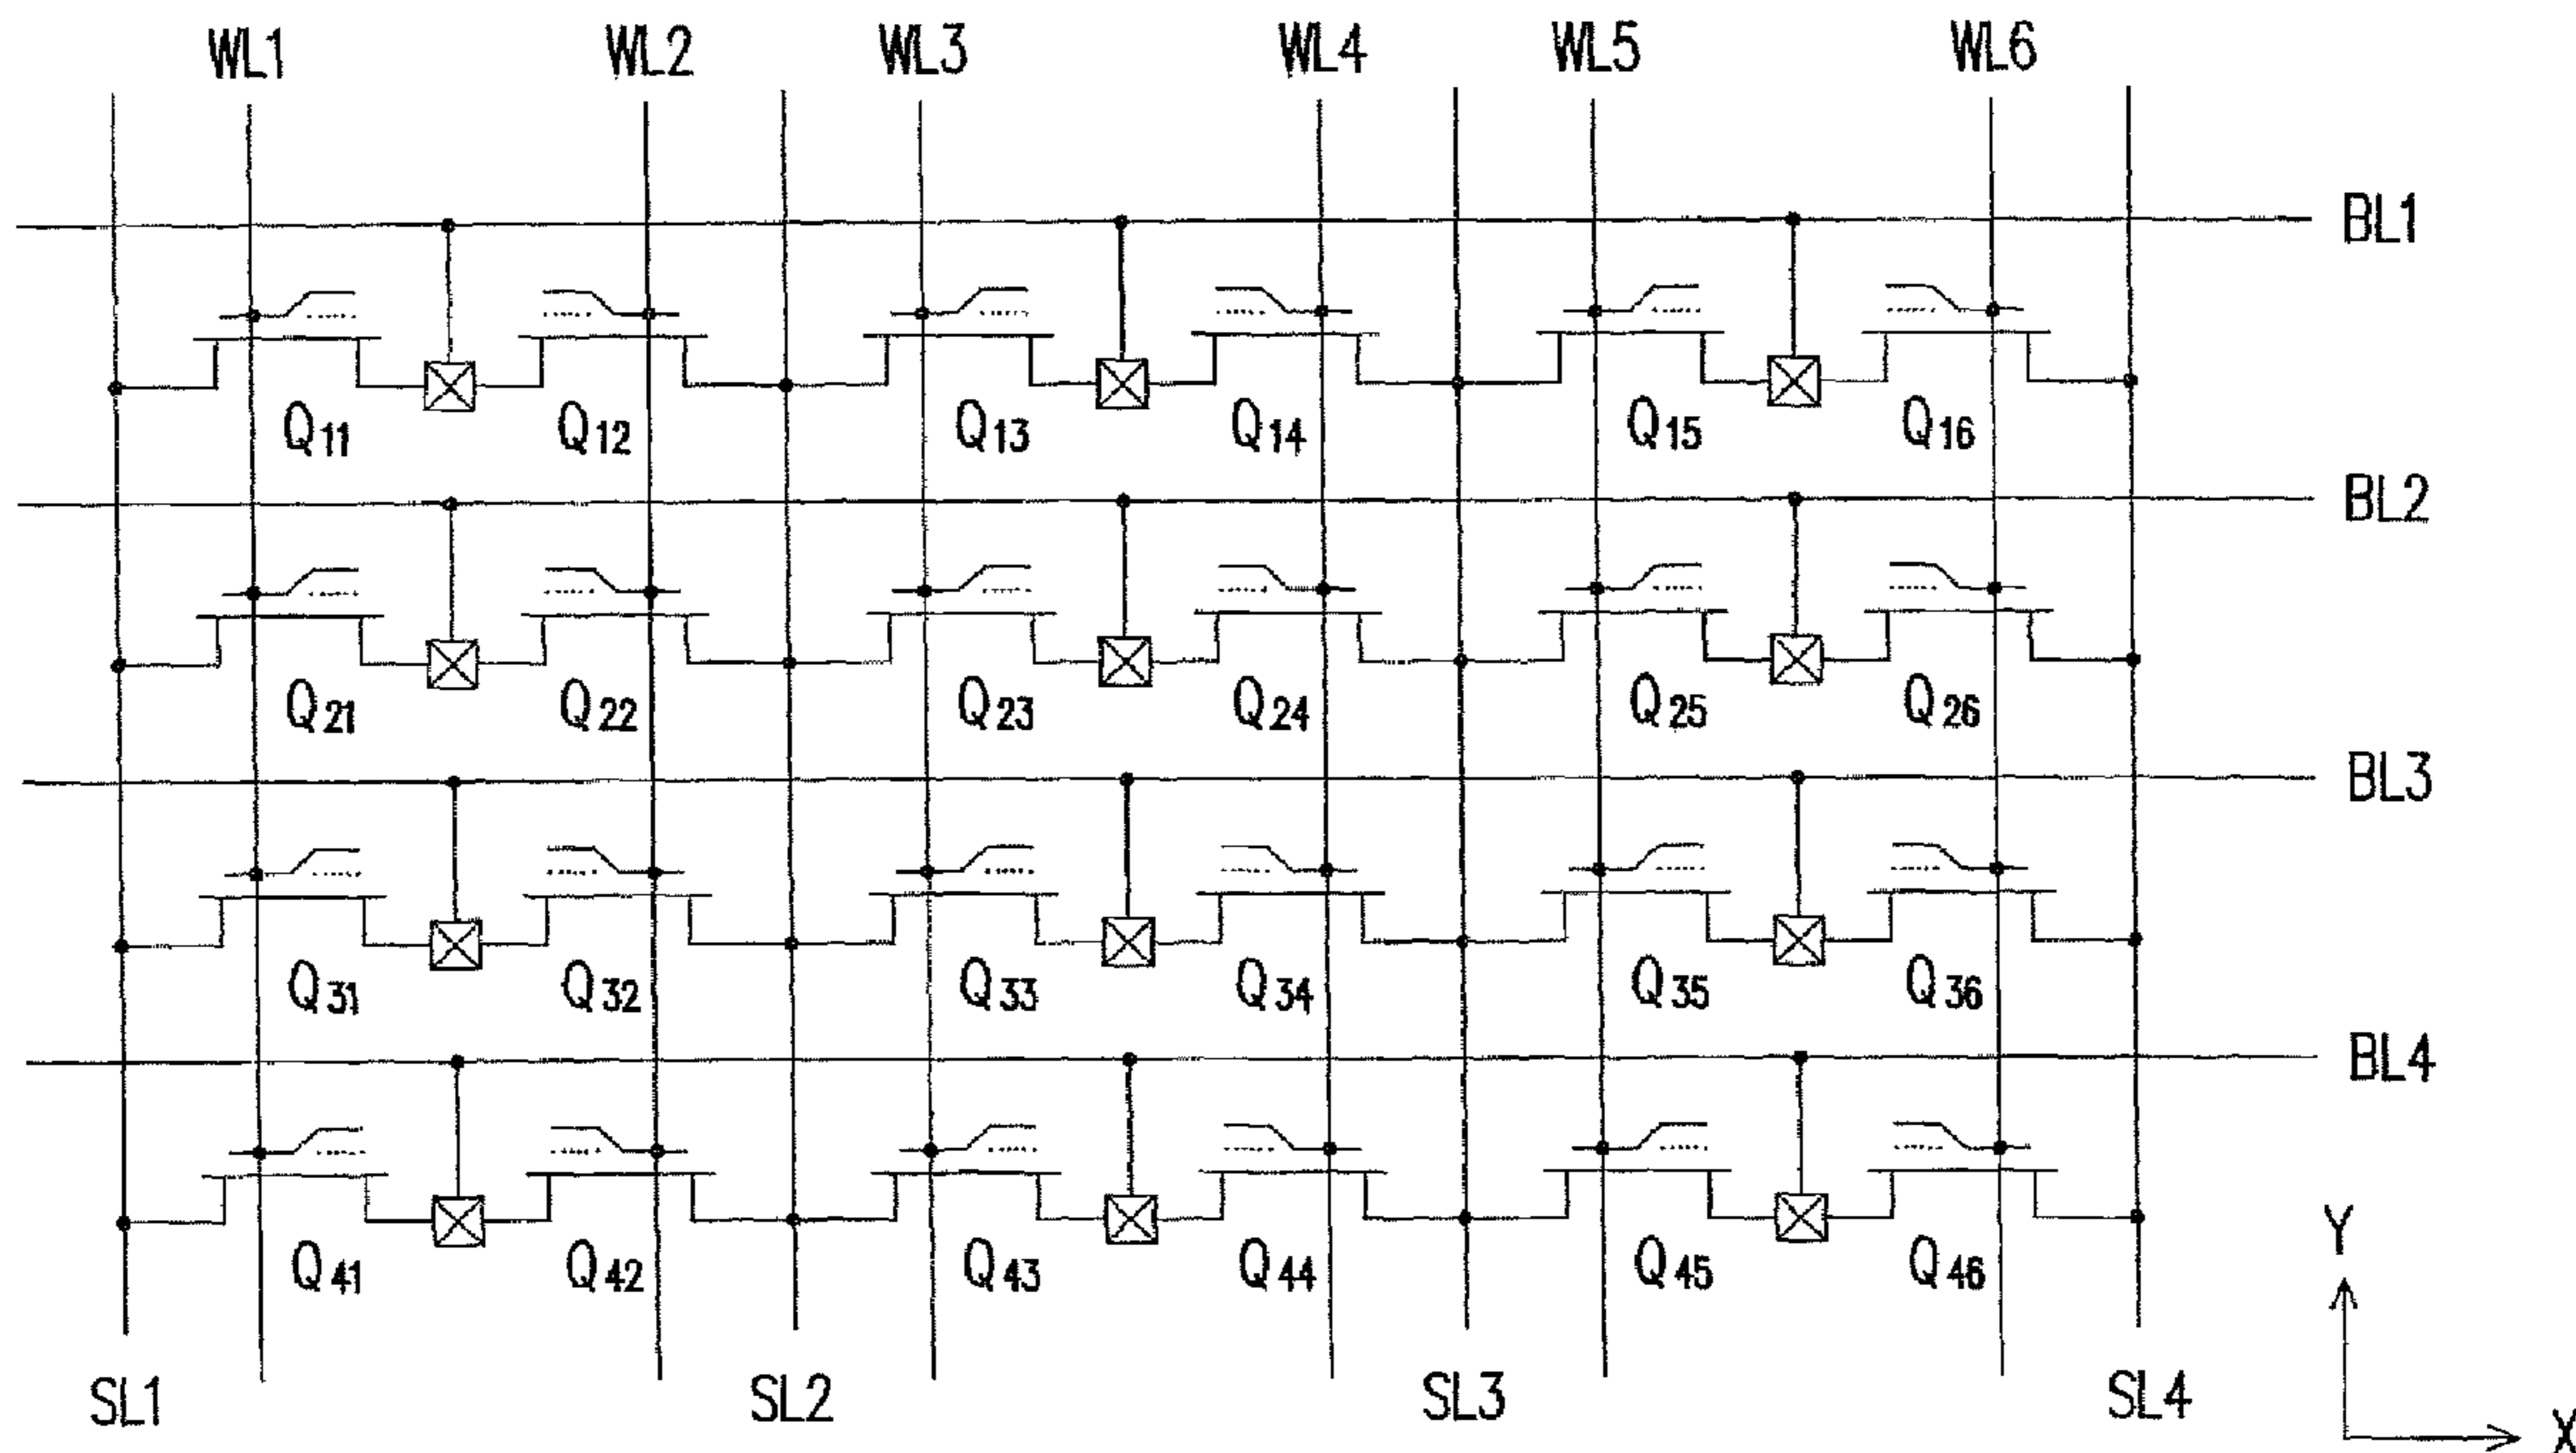 WL1 WL2 WL3 WL4 WL5 WL6
BL1
Q11 Q12 Q13 Q14 Q15 Q16
BL2
Q21 Q22 Q23 Q24 Q25 Q26
BL3
Q31 Q32 Q33 Q34 Q35 Q36
BL4
Q41 Q42 Q43 Q44 Q45 Q46
Y
SL1 SL2 SL3 SL4
X